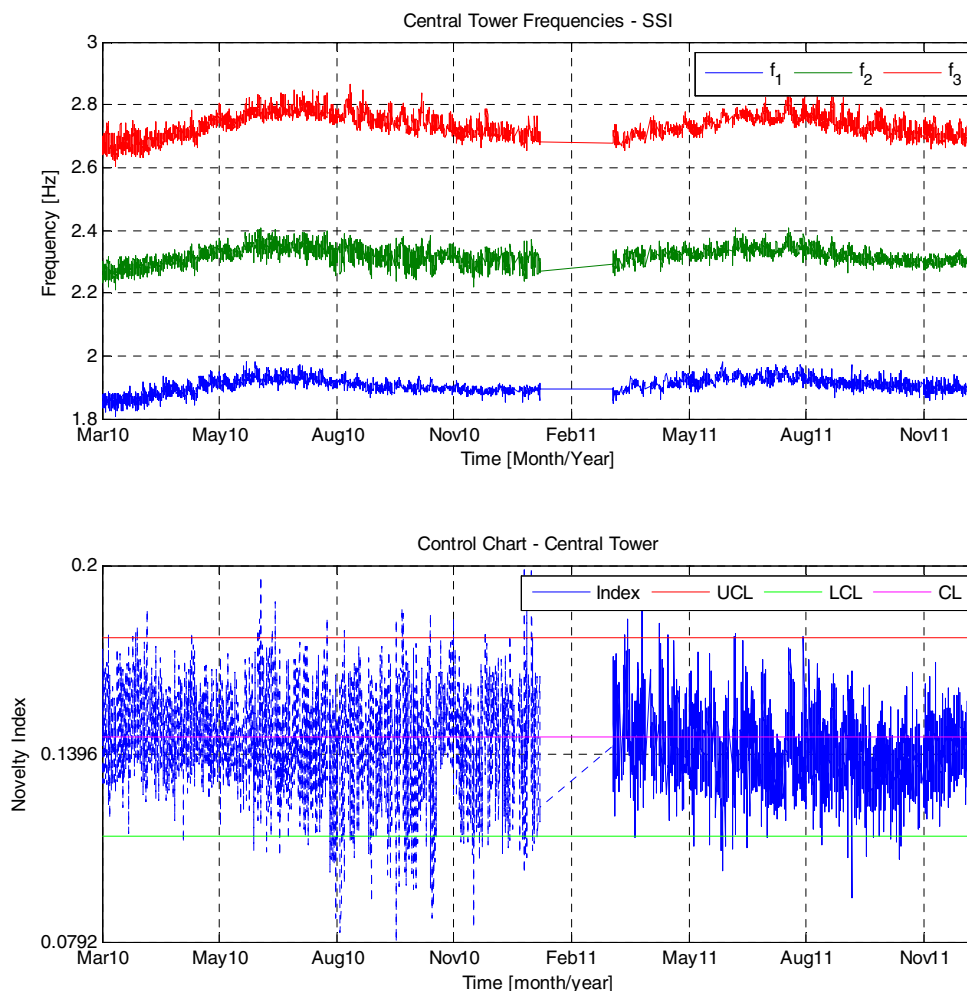 Central Tower Frequencies - SSI
3
2.8
2.6
2.4
2.2
2
1.8
Frequency [Hz]
f1 f2 f3
Mar10 May10 Aug10 Nov10 Feb11 May11 Aug11 Nov11
Time [Month/Year]
Control Chart - Central Tower
0.2
0.1396
0.0792
Novelty Index
Index UCL LCL CL
Mar10 May10 Aug10 Nov10 Feb11 May11 Aug11 Nov11
Time [month/year]